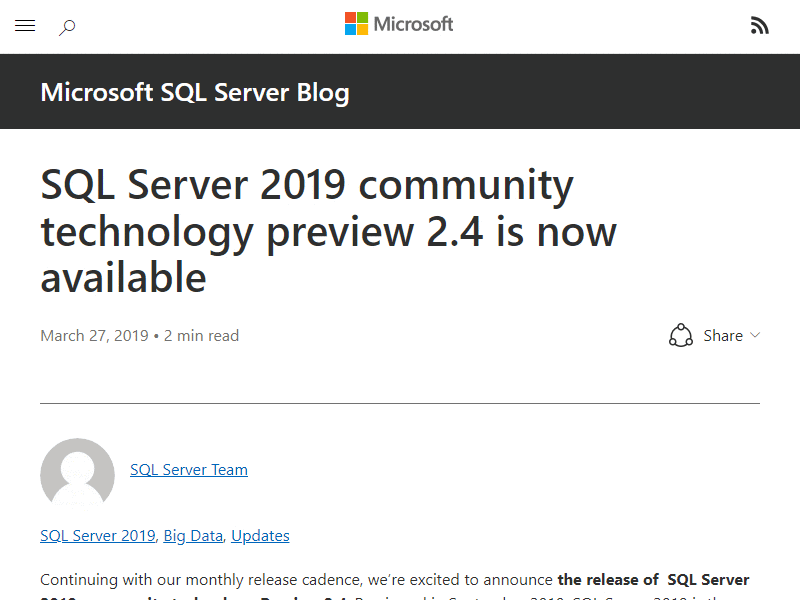 Microsoft
Microsoft SQL Server Blog
SQL Server 2019 community
technology preview 2.4 is now
available
March 27, 2019 • 2 min read
Share
SQL Server Team
SQL Server 2019, Big Data, Updates
Continuing with our monthly release cadence, we’re excited to announce the release of  SQL Server